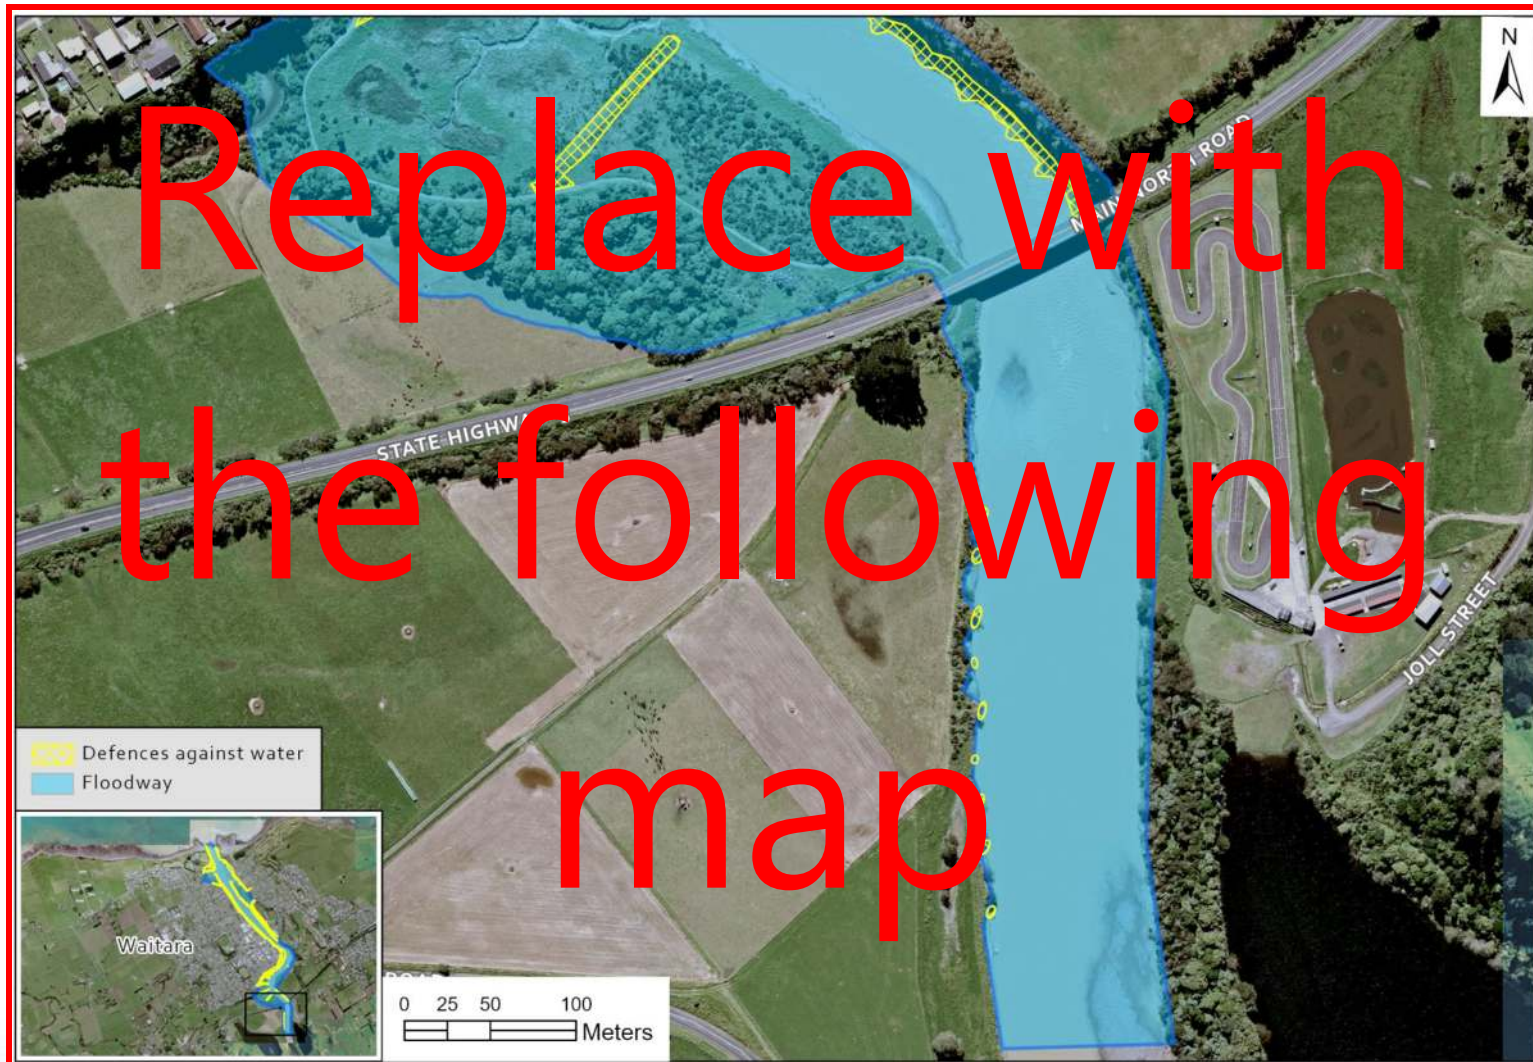 N
Replace with
MAIN NORTH ROAD
the following
STATE HIGHWA
JOLL STREET
map
Defences against water
Floodway
Waitara
ROAD
0 25 50 100
Meters